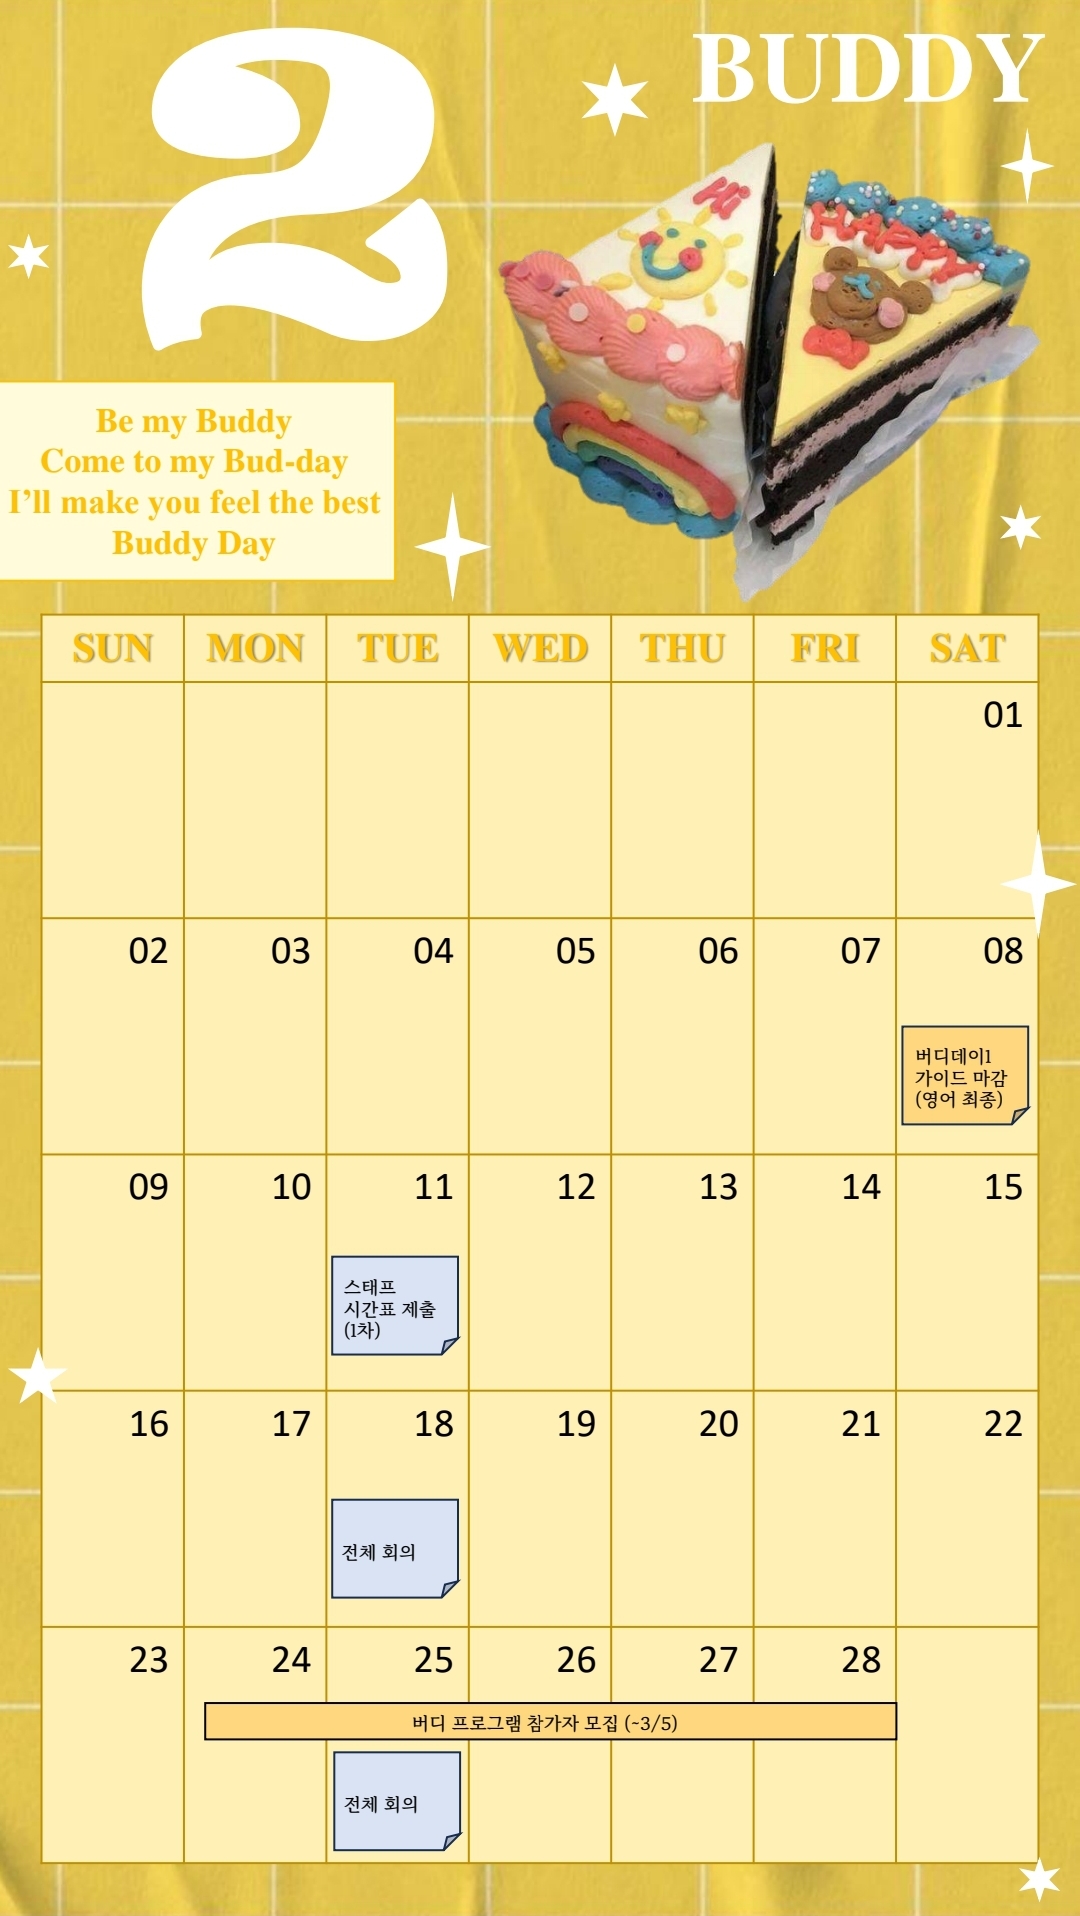 2
BUDDY
Hi
HAPPY
Be my Buddy
Come to my Bud-day
I’ll make you feel the best
Buddy Day
SUN MON TUE WED THU FRI SAT
01
02 03 04 05 06 07 08
버디데이1
가이드 마감
(영어 최종)
09 10 11 12 13 14 15
스태프
시간표 제출
(1차)
16 17 18 19 20 21 22
전체 회의
23 24 25 26 27 28
버디 프로그램 참가자 모집 (~3/5)
전체 회의